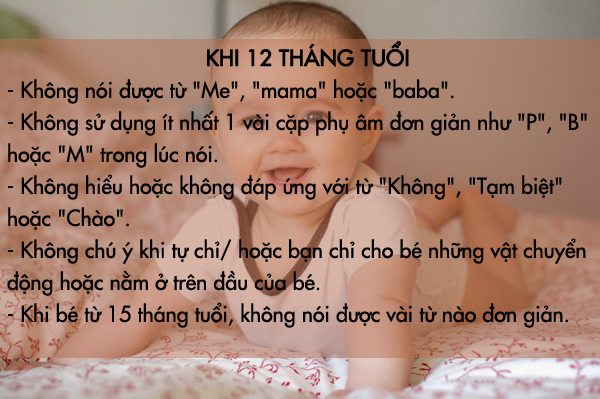 KHI 12 THÁNG TUỔI
- Không nói được từ "Me", "mama" hoặc "baba".
- Không sử dụng ít nhất 1 vài cặp phụ âm đơn giản như "P", "B"
hoặc "M" trong lúc nói.
- Không hiểu hoặc không đáp ứng với từ "Không", "Tạm biệt"
hoặc "Chào".
- Không chú ý khi tự chỉ/ hoặc bạn chỉ cho bé những vật chuyển
động hoặc nằm ở trên đầu của bé.
- Khi bé từ 15 tháng tuổi, không nói được vài từ nào đơn giản.